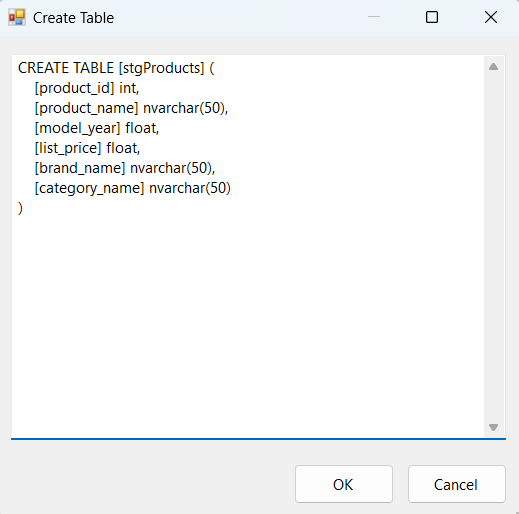 Create Table
CREATE TABLE [stgProducts] (
    [product_id] int,
    [product_name] nvarchar(50),
    [model_year] float,
    [list_price] float,
    [brand_name] nvarchar(50),
    [category_name] nvarchar(50)
)
OK
Cancel